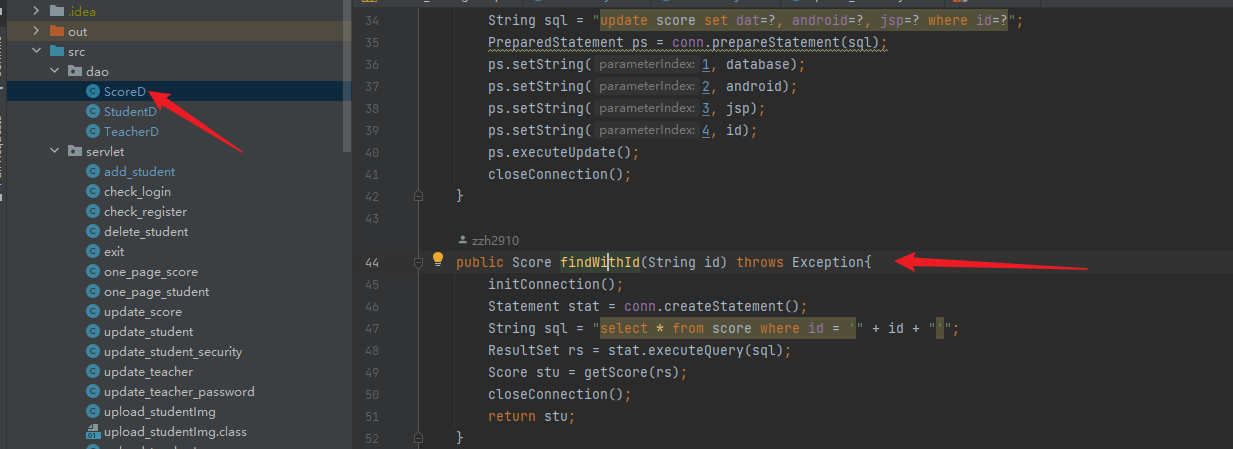 .idea
out
src
dao
ScoreD
StudentD
TeacherD
servlet
add_student
check_login
check_register
delete_student
exit
one_page_score
one_page_student
update_score
update_student
update_student_security
update_teacher
update_teacher_password
upload_studentImg
upload_studentImg.class
34 String sql = "update score set dat=?, android=?, jsp=? where id=?";
35 PreparedStatement ps = conn.prepareStatement(sql);
36 ps.setString( parameterIndex: 1, database);
37 ps.setString( parameterIndex: 2, android);
38 ps.setString( parameterIndex: 3, jsp);
39 ps.setString( parameterIndex: 4, id);
40 ps.executeUpdate();
41 closeConnection();
42 }
43
zzh2910
44 public Score findWithId(String id) throws Exception{
45 initConnection();
46 Statement stat = conn.createStatement();
47 String sql = "select * from score where id = '" + id + "'";
48 ResultSet rs = stat.executeQuery(sql);
49 Score stu = getScore(rs);
50 closeConnection();
51 return stu;
52 }